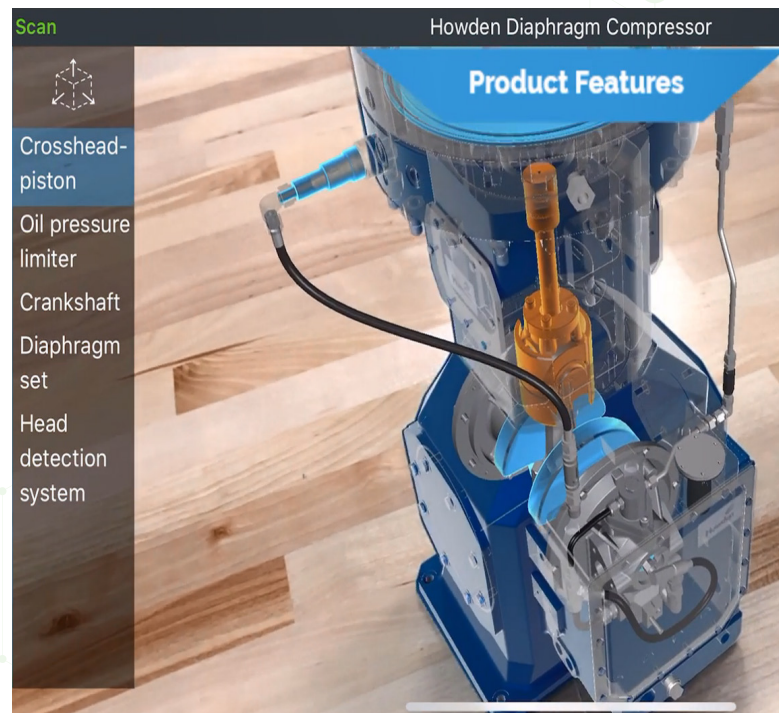 Scan
Howden Diaphragm Compressor
Product Features
Crosshead-
piston
Oil pressure
limiter
Crankshaft
Diaphragm
set
Head
detection
system